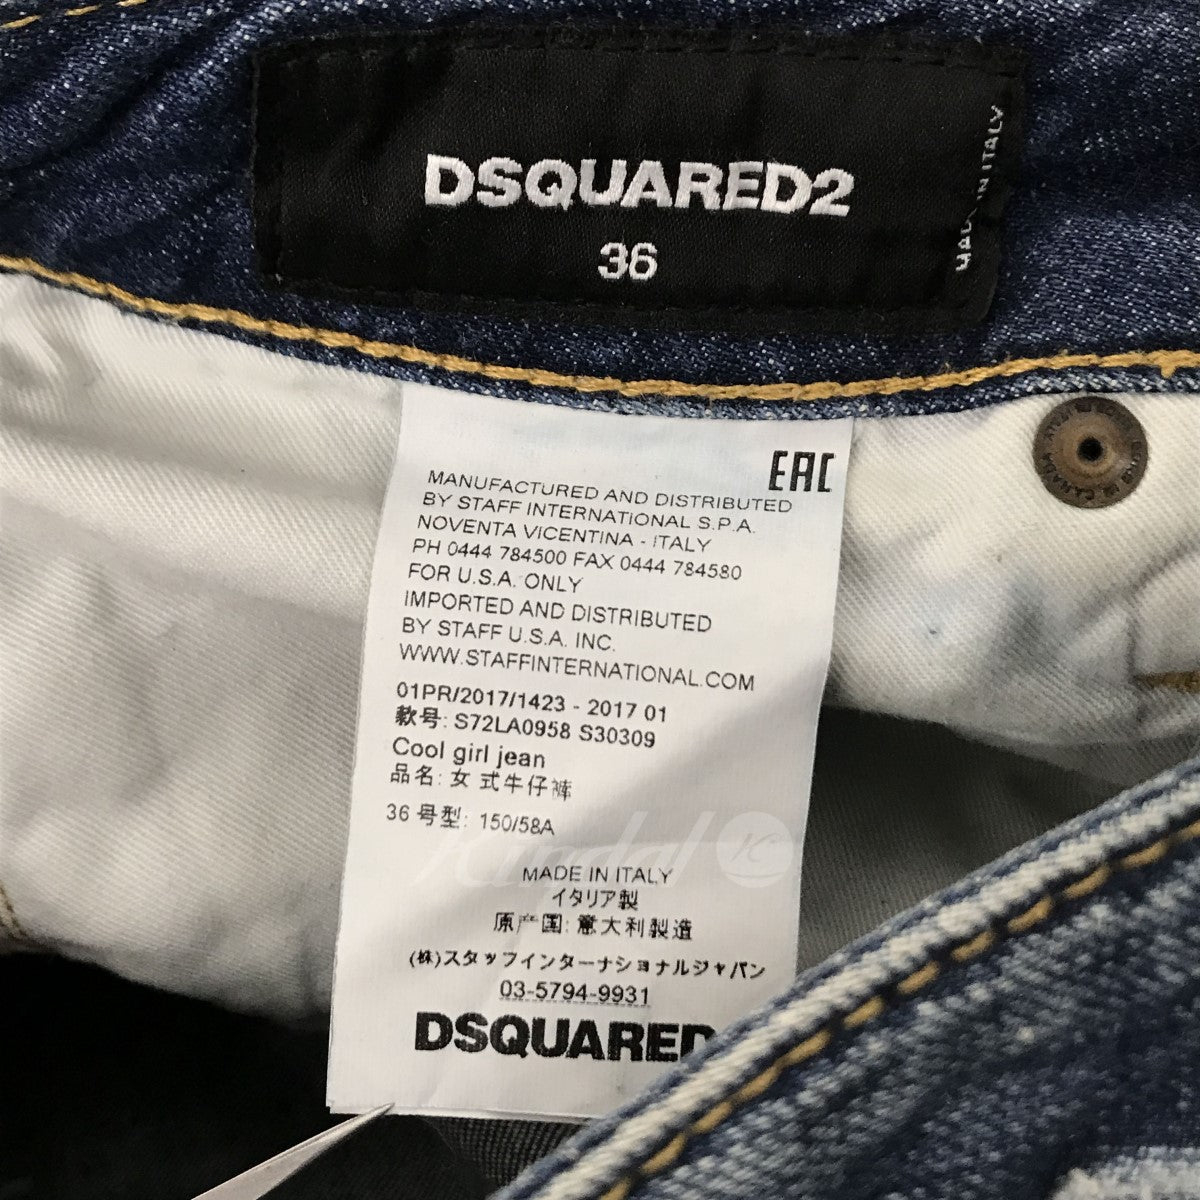 DSQUARED2
36
MADE IN ITALY
EAC
MANUFACTURED AND DISTRIBUTED
BY STAFF INTERNATIONAL S.P.A.
NOVENTA VICENTINA - ITALY
PH 0444 784500 FAX 0444 784580
FOR U.S.A. ONLY
IMPORTED AND DISTRIBUTED
BY STAFF U.S.A. INC.
WWW.STAFFINTERNATIONAL.COM
01PR/2017/1423 - 2017 01
款号: S72LA0958 S30309
Cool girl jean
品名: 女 式牛仔裤
36 号型: 150/58A
Kindal
MADE IN ITALY
イタリア製
原产国: 意大利製造
(株)スタッフインターナショナルジャパン
03-5794-9931
DSQUARED